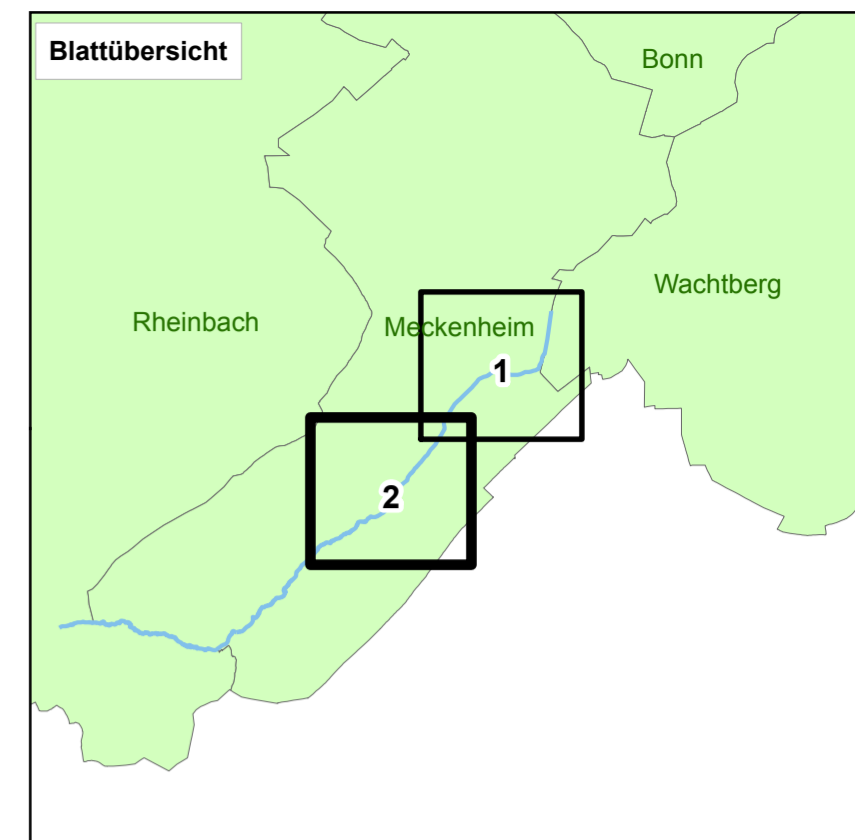 Blattübersicht
Bonn
Wachtberg
Rheinbach
Meckenheim
1
2